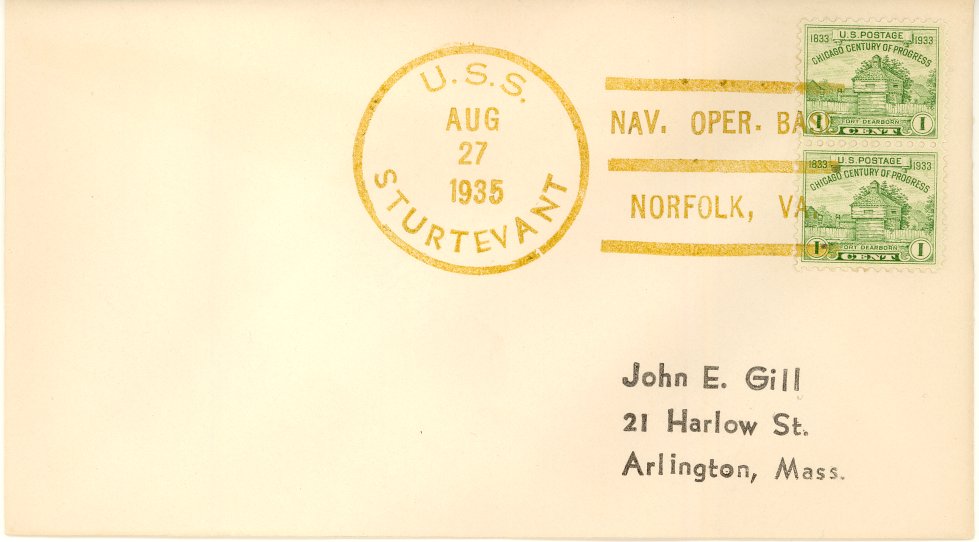 U.S.S.
AUG
27
1935
STURTEVANT
NAV. OPER. BA
NORFOLK, VA
1833 U.S. POSTAGE 1933
CHICAGO CENTURY OF PROGRESS
FORT DEARBORN
1 CENT 1
1833 U.S. POSTAGE 1933
CHICAGO CENTURY OF PROGRESS
FORT DEARBORN
1 CENT 1
John E. Gill
21 Harlow St.
Arlington, Mass.